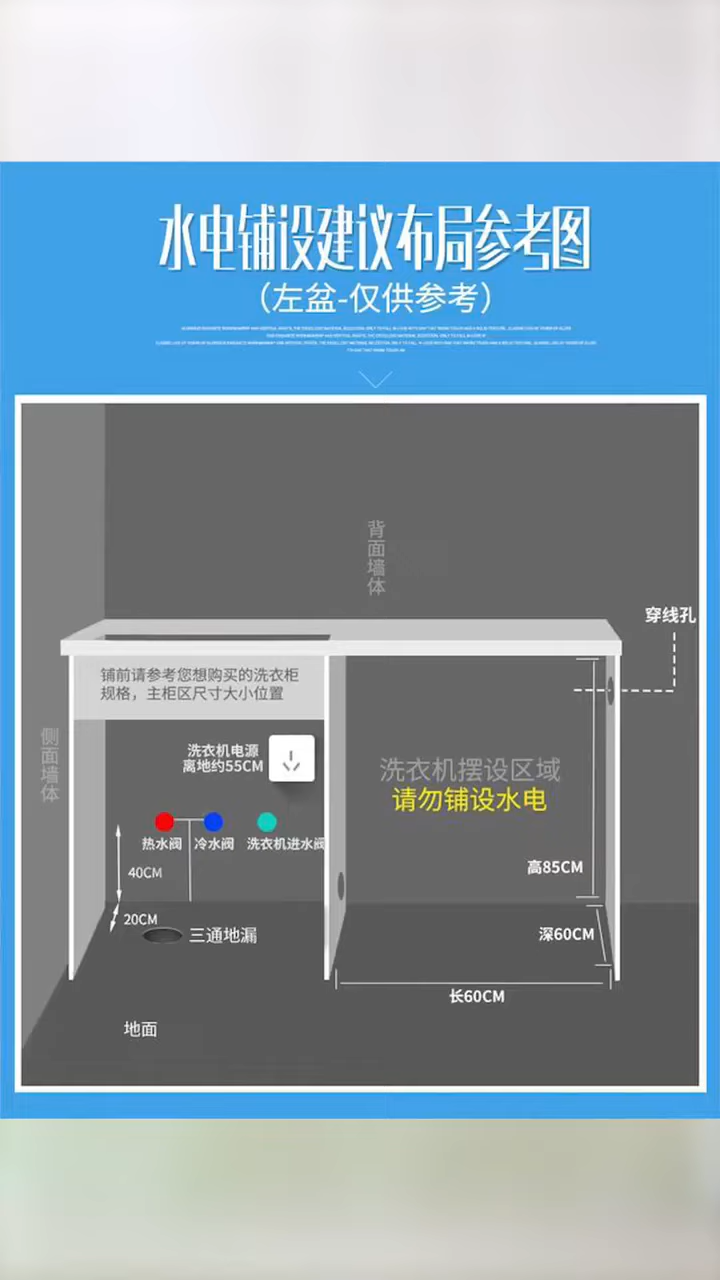 水电铺设建议布局参考图
（左盆-仅供参考）
背面墙体
穿线孔
铺前请参考您想购买的洗衣柜
规格，主柜区尺寸大小位置
侧面墙体
洗衣机电源
离地约55CM
洗衣机摆设区域
请勿铺设水电
热水阀
冷水阀
洗衣机进水阀
40CM
高85CM
20CM
三通地漏
深60CM
长60CM
地面